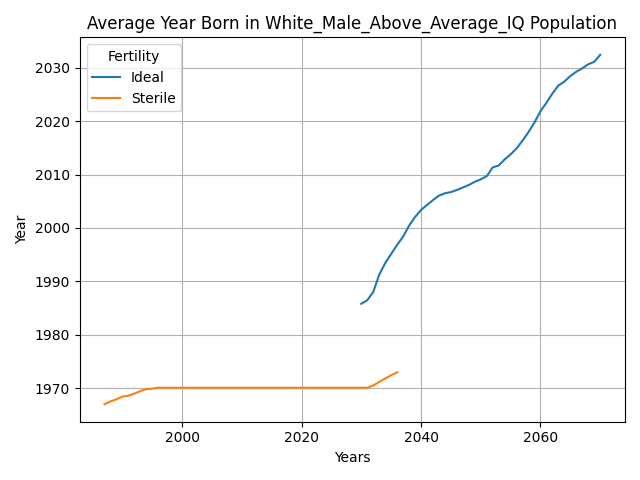 Average Year Born in White_Male_Above_Average_IQ Population
Fertility
Ideal
Sterile
2030
2020
2010
2000
1990
1980
1970
Year
2000
2020
2040
2060
Years